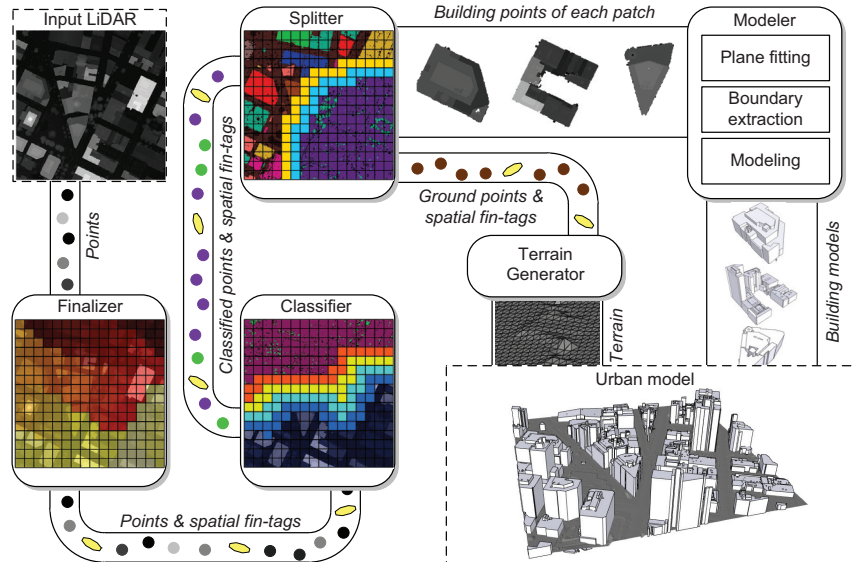 Input LiDAR
Splitter
Building points of each patch
Modeler
Plane fitting
Boundary
extraction
Modeling
Points
Classified points & spatial fin-tags
Ground points &
spatial fin-tags
Terrain
Generator
Building models
Finalizer
Classifier
Terrain
Urban model
Points & spatial fin-tags